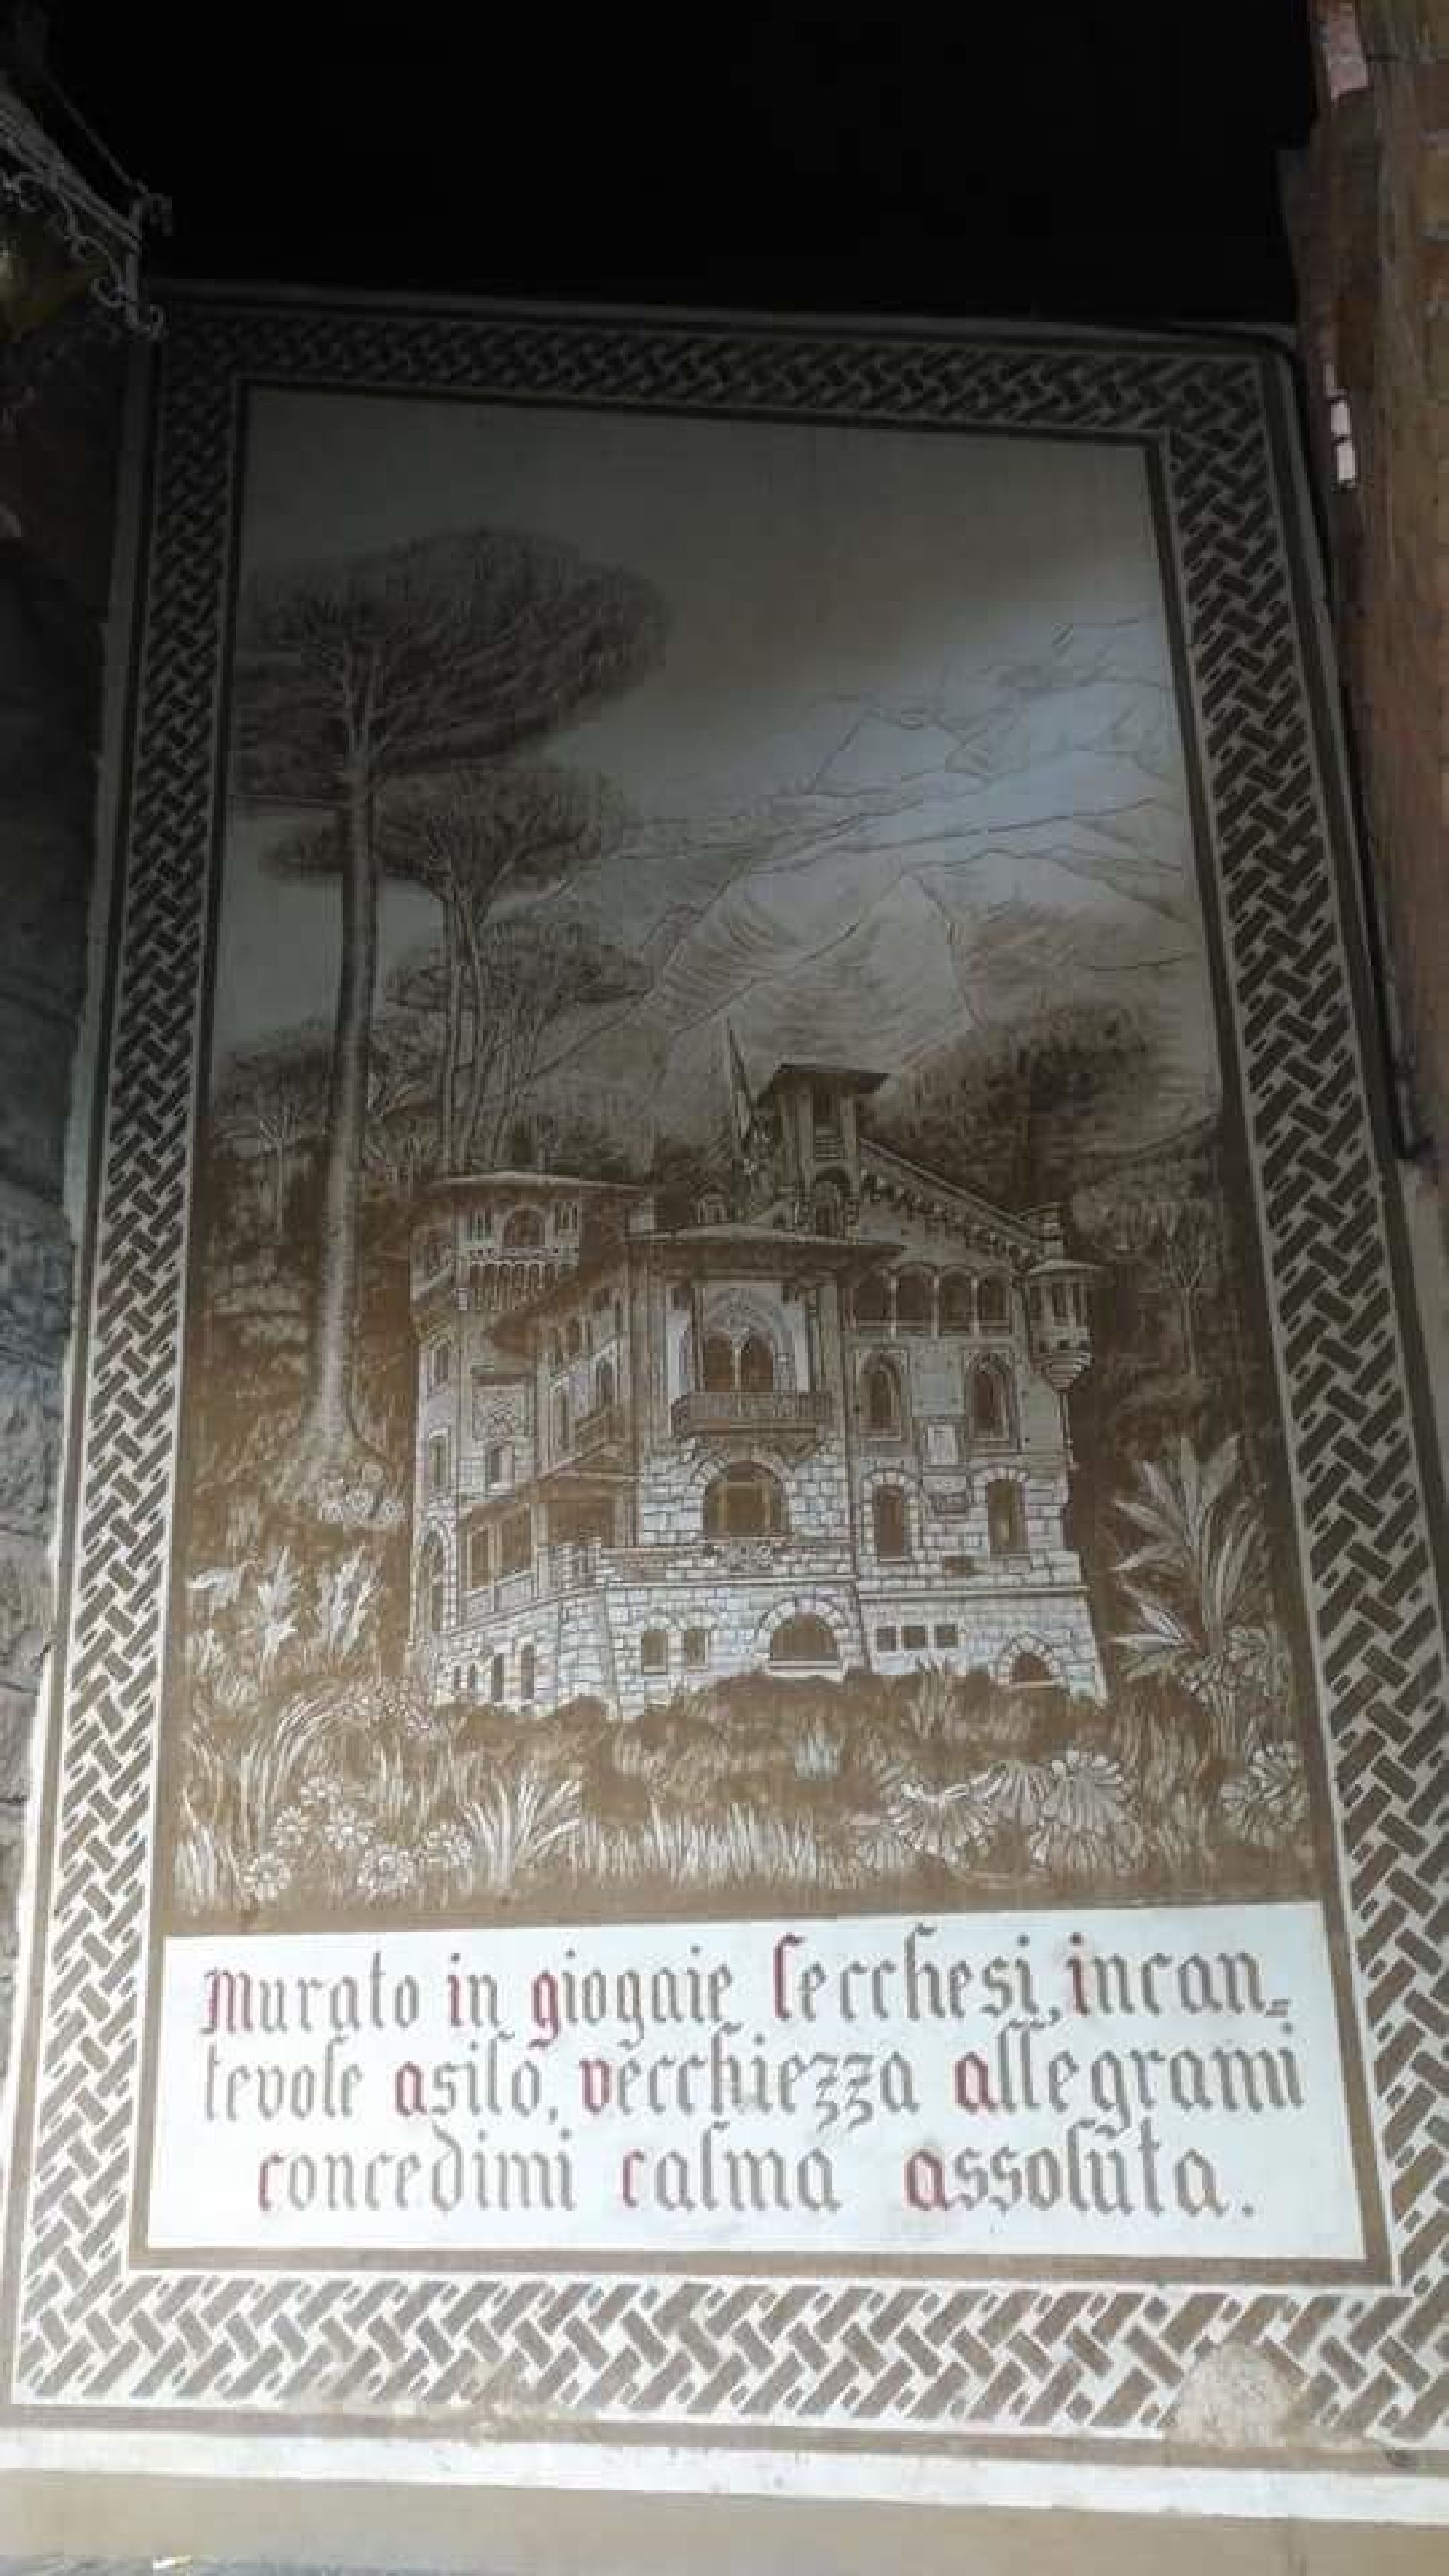 Murato in giogaie Lecchesi, incan=
tevole asilo, vecchiezza allegrami
concedimi calma assoluta.